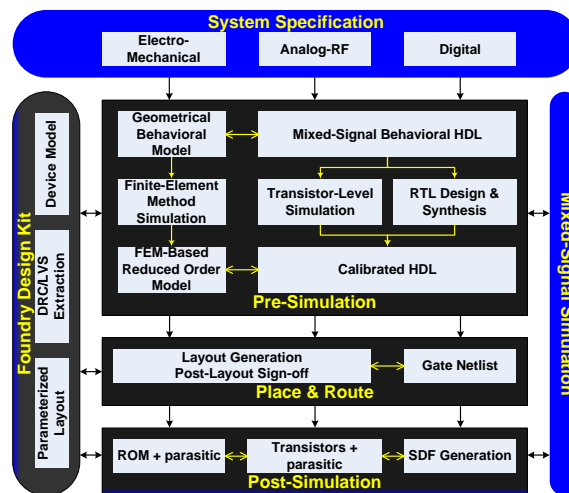 System Specification
Electro-
Mechanical
Analog-RF
Digital
Foundry Design Kit
Device Model
DRC/LVS
Extraction
Parameterized
Layout
Geometrical
Behavioral
Model
Mixed-Signal Behavioral HDL
Finite-Element
Method
Simulation
Transistor-Level
Simulation
RTL Design &
Synthesis
FEM-Based
Reduced Order
Model
Calibrated HDL
Pre-Simulation
Layout Generation
Post-Layout Sign-off
Gate Netlist
Place & Route
ROM + parasitic
Transistors +
parasitic
SDF Generation
Post-Simulation
Mixed-Signal Simulation